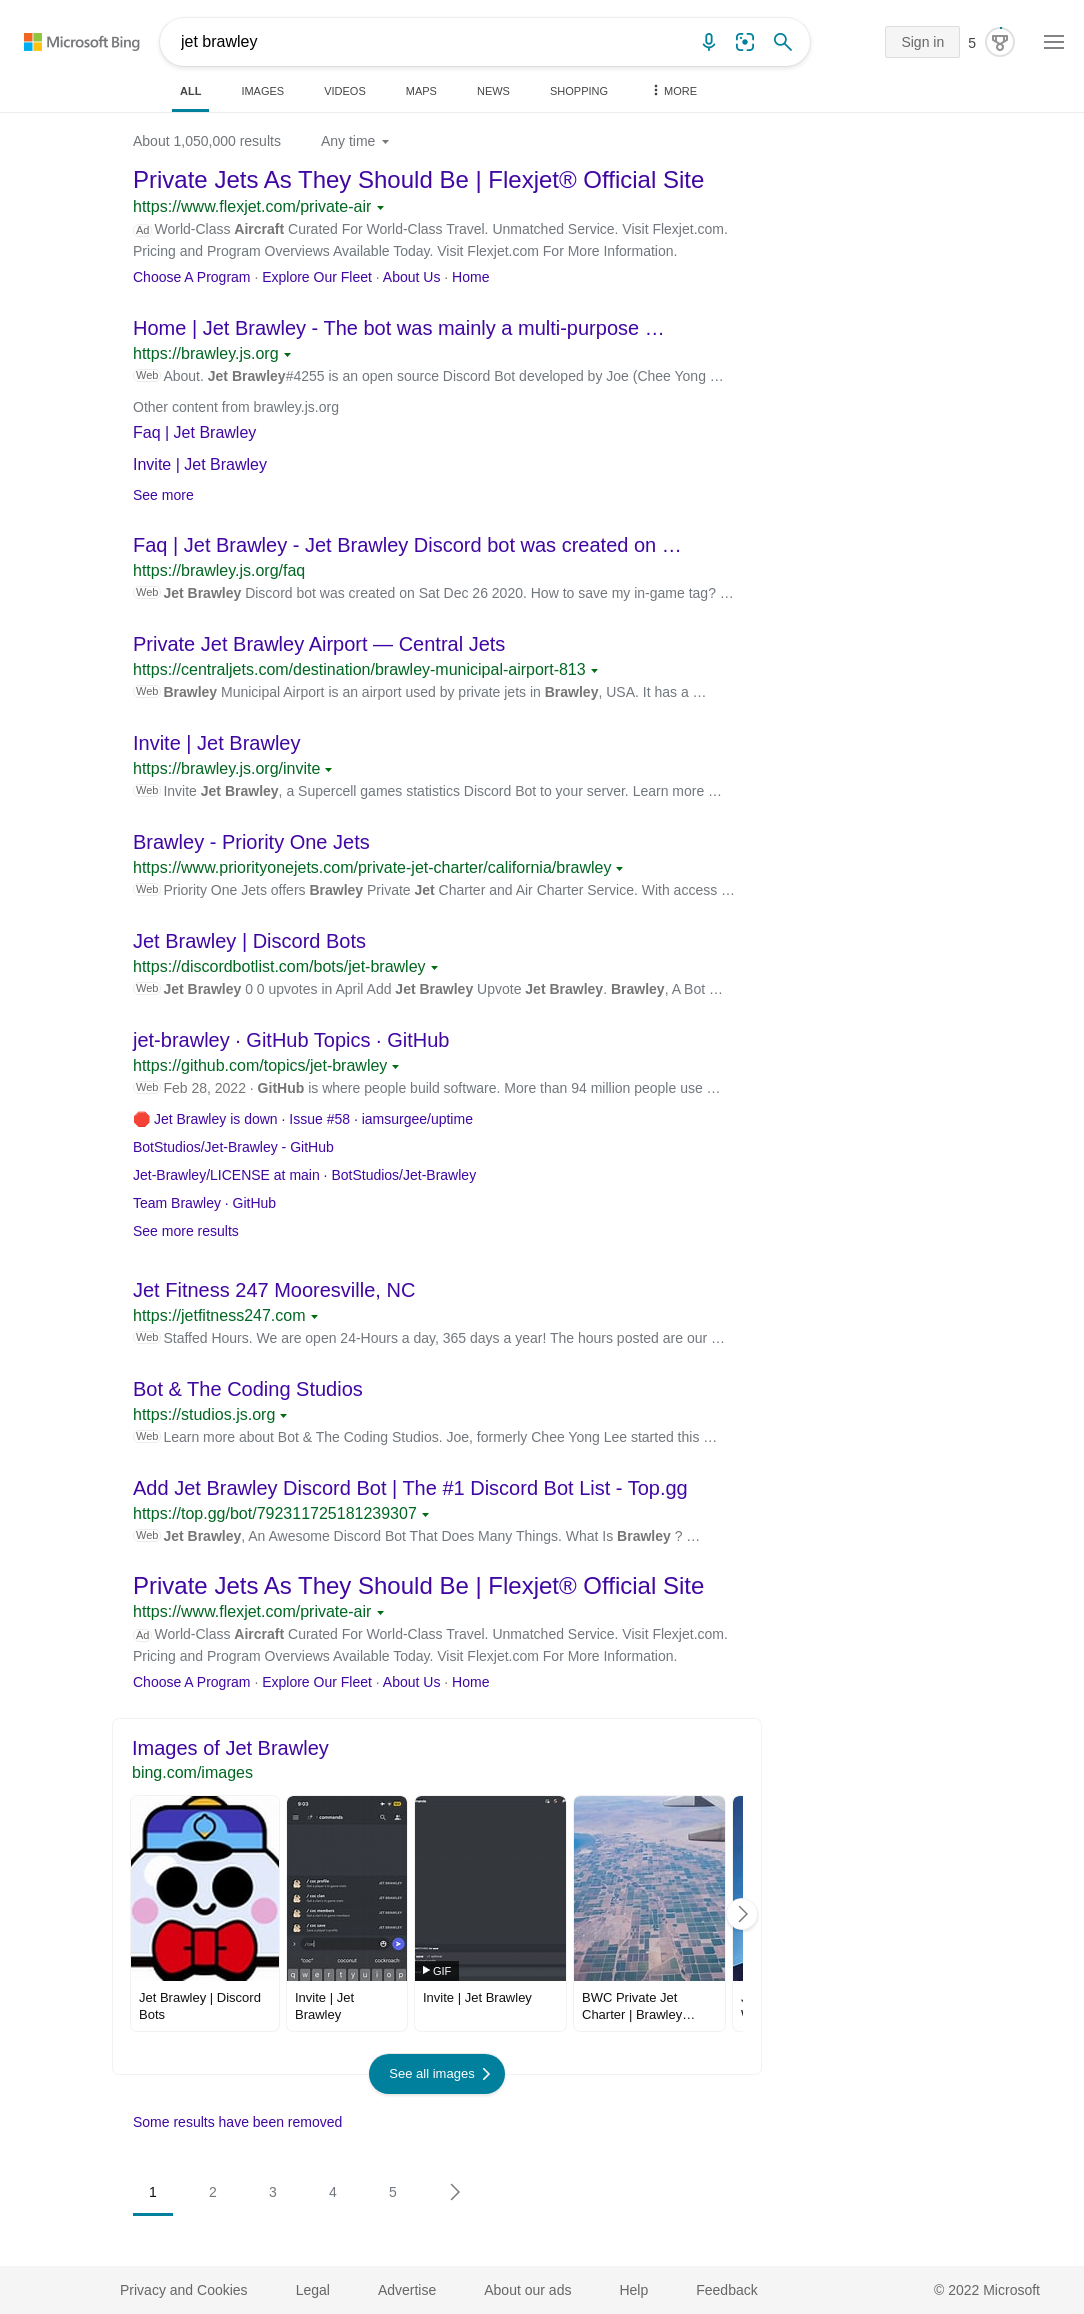 Microsoft Bing
jet brawley
Sign in
5
ALL
IMAGES
VIDEOS
MAPS
NEWS
SHOPPING
MORE
About 1,050,000 results
Any time
Private Jets As They Should Be | Flexjet® Official Site
https://www.flexjet.com/private-air
Ad World-Class Aircraft Curated For World-Class Travel. Unmatched Service. Visit Flexjet.com.
Pricing and Program Overviews Available Today. Visit Flexjet.com For More Information.
Choose A Program · Explore Our Fleet · About Us · Home
Home | Jet Brawley - The bot was mainly a multi-purpose …
https://brawley.js.org
Web About. Jet Brawley#4255 is an open source Discord Bot developed by Joe (Chee Yong …
Other content from brawley.js.org
Faq | Jet Brawley
Invite | Jet Brawley
See more
Faq | Jet Brawley - Jet Brawley Discord bot was created on …
https://brawley.js.org/faq
Web Jet Brawley Discord bot was created on Sat Dec 26 2020. How to save my in-game tag? …
Private Jet Brawley Airport — Central Jets
https://centraljets.com/destination/brawley-municipal-airport-813
Web Brawley Municipal Airport is an airport used by private jets in Brawley, USA. It has a …
Invite | Jet Brawley
https://brawley.js.org/invite
Web Invite Jet Brawley, a Supercell games statistics Discord Bot to your server. Learn more …
Brawley - Priority One Jets
https://www.priorityonejets.com/private-jet-charter/california/brawley
Web Priority One Jets offers Brawley Private Jet Charter and Air Charter Service. With access …
Jet Brawley | Discord Bots
https://discordbotlist.com/bots/jet-brawley
Web Jet Brawley 0 0 upvotes in April Add Jet Brawley Upvote Jet Brawley. Brawley, A Bot …
jet-brawley · GitHub Topics · GitHub
https://github.com/topics/jet-brawley
Web Feb 28, 2022 · GitHub is where people build software. More than 94 million people use …
Jet Brawley is down · Issue #58 · iamsurgee/uptime
BotStudios/Jet-Brawley - GitHub
Jet-Brawley/LICENSE at main · BotStudios/Jet-Brawley
Team Brawley · GitHub
See more results
Jet Fitness 247 Mooresville, NC
https://jetfitness247.com
Web Staffed Hours. We are open 24-Hours a day, 365 days a year! The hours posted are our …
Bot & The Coding Studios
https://studios.js.org
Web Learn more about Bot & The Coding Studios. Joe, formerly Chee Yong Lee started this …
Add Jet Brawley Discord Bot | The #1 Discord Bot List - Top.gg
https://top.gg/bot/792311725181239307
Web Jet Brawley, An Awesome Discord Bot That Does Many Things. What Is Brawley ? …
Private Jets As They Should Be | Flexjet® Official Site
https://www.flexjet.com/private-air
Ad World-Class Aircraft Curated For World-Class Travel. Unmatched Service. Visit Flexjet.com.
Pricing and Program Overviews Available Today. Visit Flexjet.com For More Information.
Choose A Program · Explore Our Fleet · About Us · Home
Images of Jet Brawley
bing.com/images
9:03
commands
/ coc profile
/ coc clan
/ coc members
/ coc save
JET BRAWLEY
JET BRAWLEY
JET BRAWLEY
JET BRAWLEY
/coc
"coc" coconut cockroach
q w e r t y u i o p
GIF
Jet Brawley | Discord
Bots
Invite | Jet
Brawley
Invite | Jet Brawley
BWC Private Jet
Charter | Brawley…
See all images
Some results have been removed
1 2 3 4 5
Privacy and Cookies
Legal
Advertise
About our ads
Help
Feedback
© 2022 Microsoft